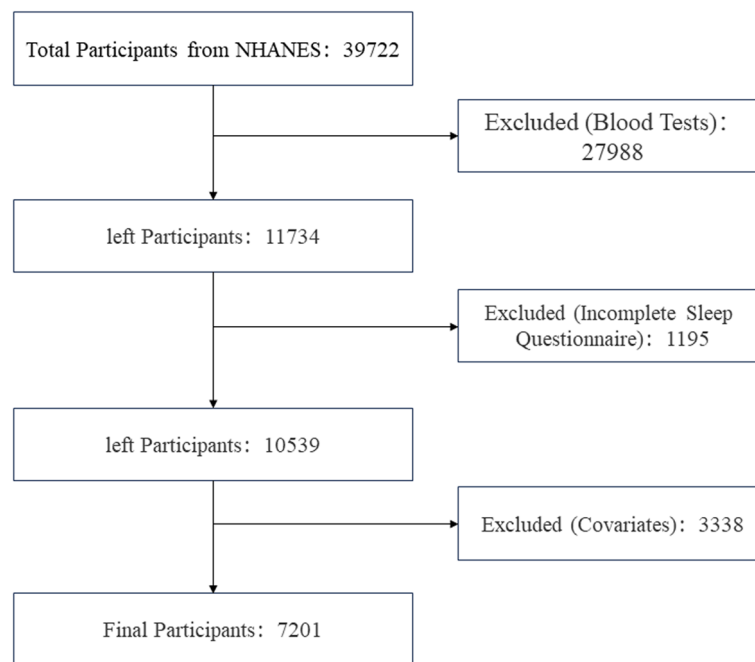 Total Participants from NHANES：39722
Excluded (Blood Tests)：
27988
left Participants：11734
Excluded (Incomplete Sleep
Questionnaire)：1195
left Participants：10539
Excluded (Covariates)：3338
Final Participants：7201